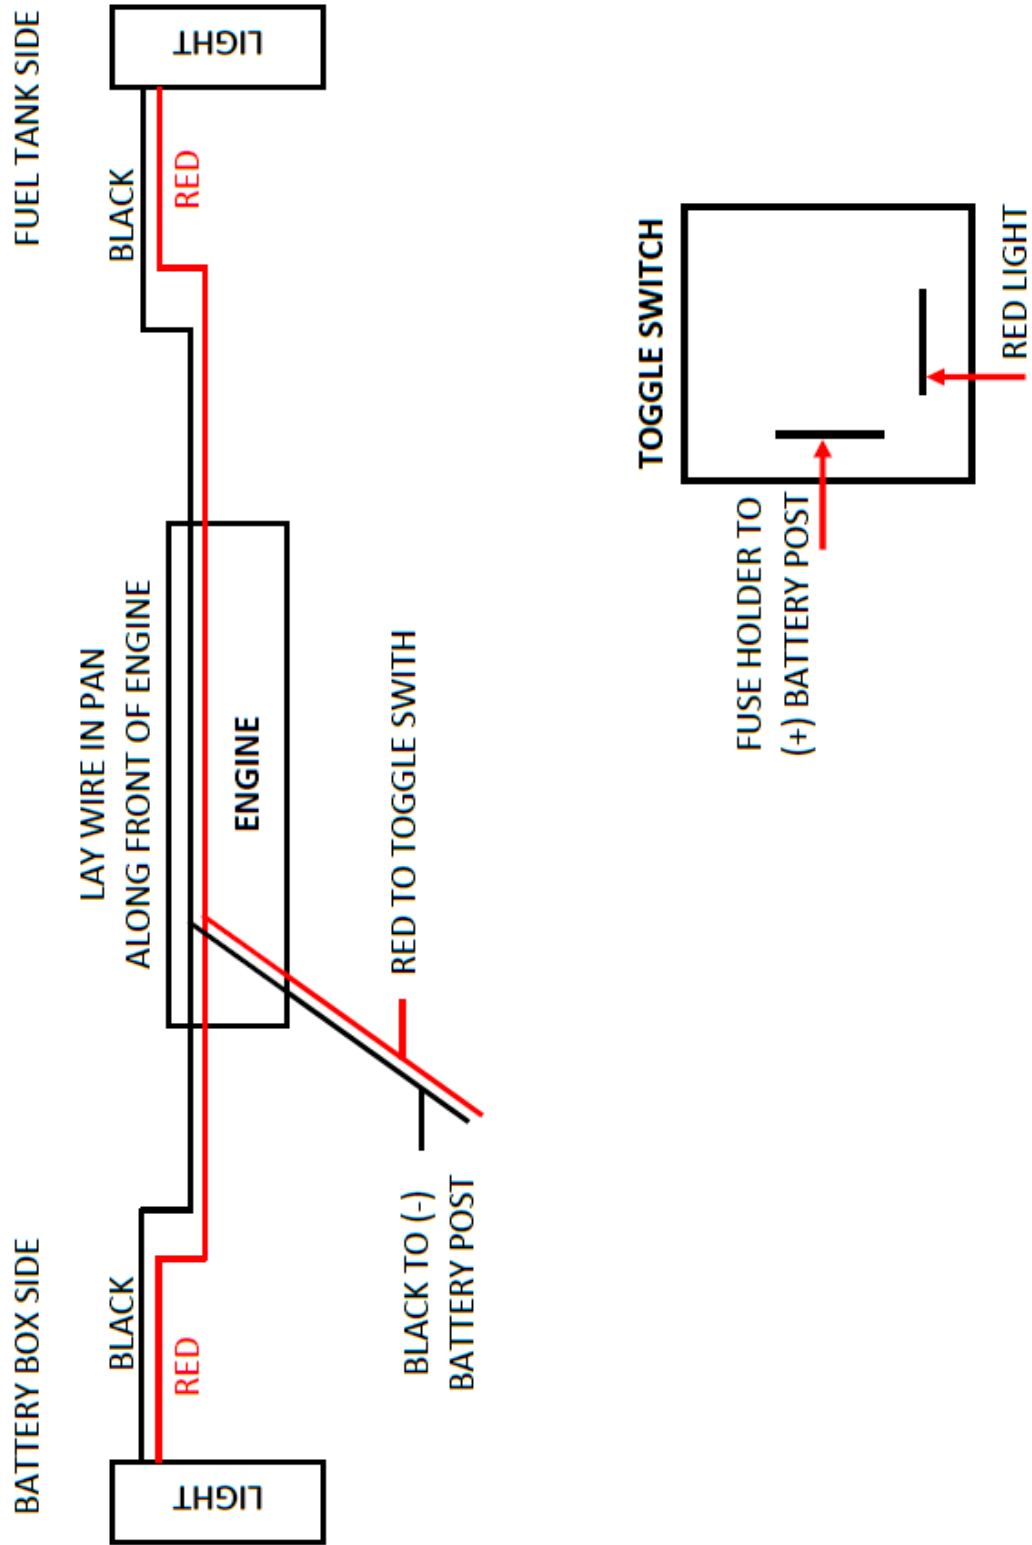 BATTERY BOX SIDE
FUEL TANK SIDE
LAY WIRE IN PAN
ALONG FRONT OF ENGINE
BLACK
BLACK
RED
RED
LIGHT
LIGHT
ENGINE
RED TO TOGGLE SWITH
BLACK TO (-)
BATTERY POST
TOGGLE SWITCH
FUSE HOLDER TO
(+) BATTERY POST
RED LIGHT